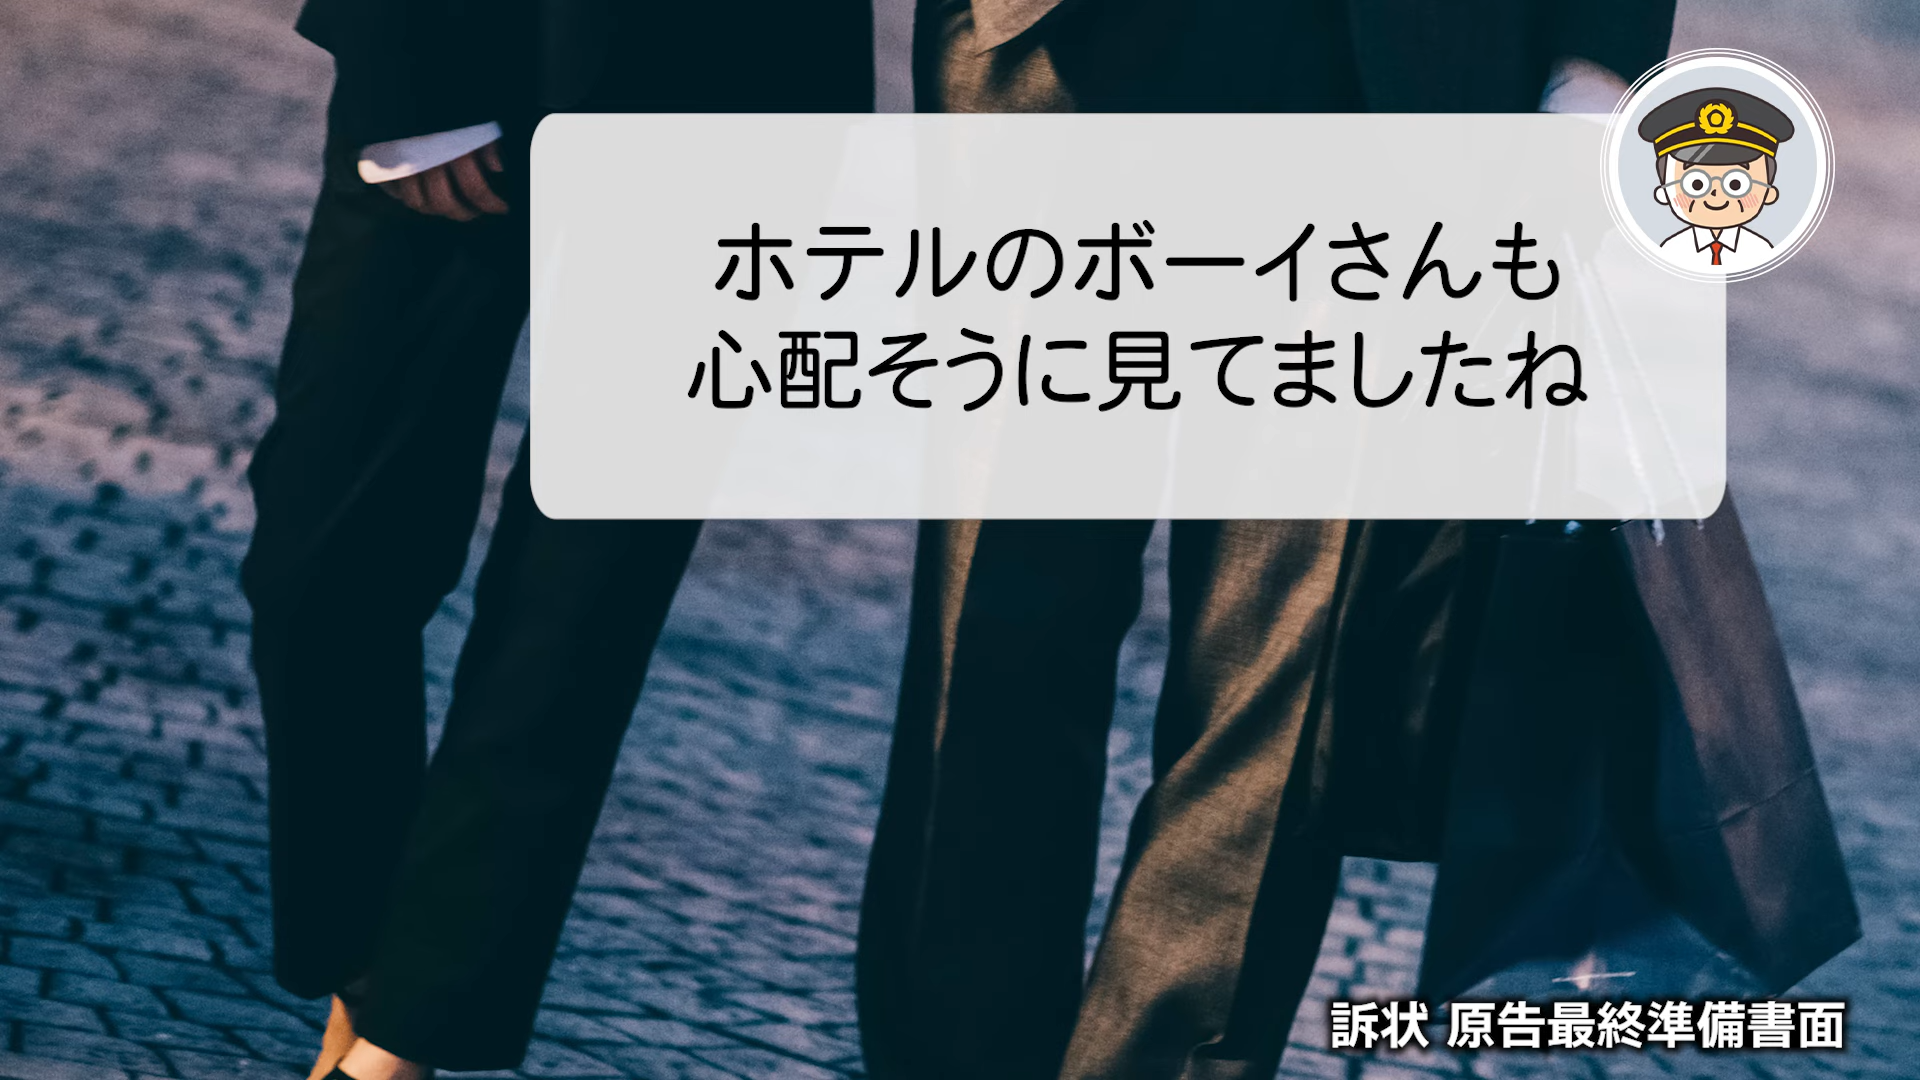 ホテルのボーイさんも
心配そうに見てましたね
訴状 原告最終準備書面